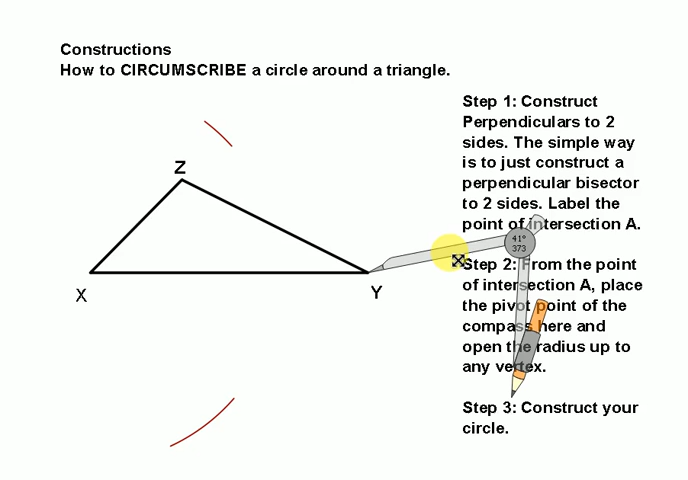 Constructions
How to CIRCUMSCRIBE a circle around a triangle.
Step 1: Construct
Perpendiculars to 2
sides. The simple way
is to just construct a
perpendicular bisector
to 2 sides. Label the
point of intersection A.
Z
41°
373
Step 2: From the point
of intersection A, place
the pivot point of the
compass here and
open the radius up to
any vertex.
X
Y
Step 3: Construct your
circle.